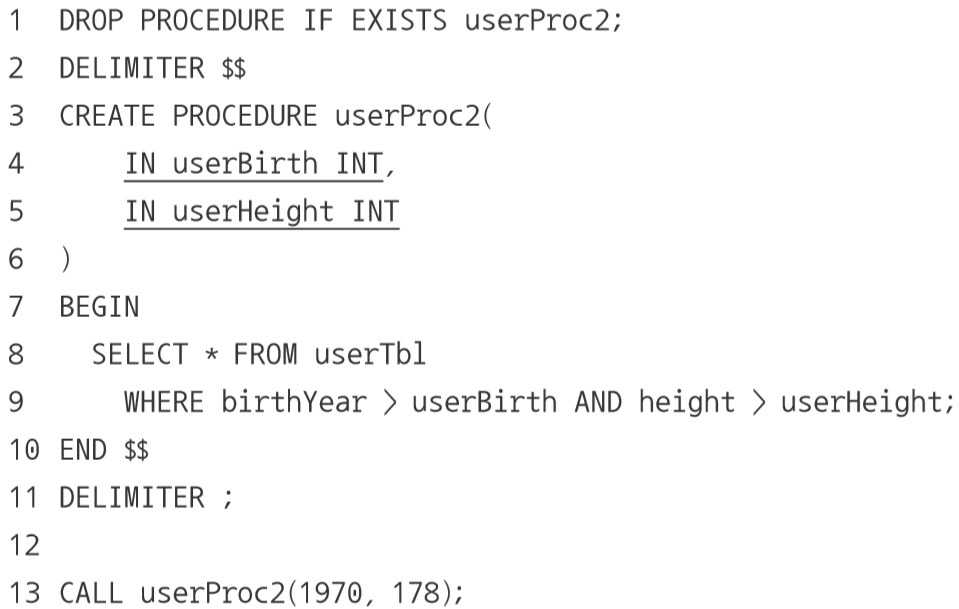 1 DROP PROCEDURE IF EXISTS userProc2;
2 DELIMITER $$
3 CREATE PROCEDURE userProc2(
4 IN userBirth INT,
5 IN userHeight INT
6 )
7 BEGIN
8 SELECT * FROM userTbl
9 WHERE birthYear > userBirth AND height > userHeight;
10 END $$
11 DELIMITER ;
12
13 CALL userProc2(1970, 178);